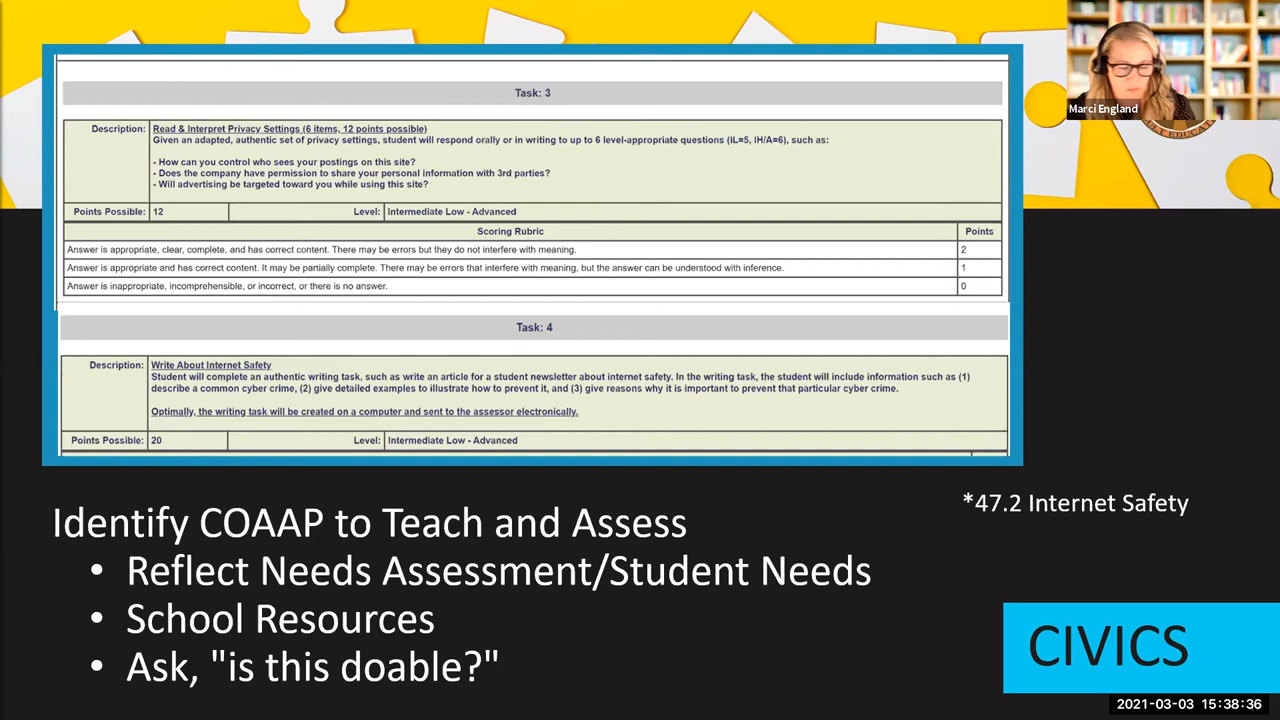 Marci England
ULT EDUCAT
Task: 3
Description: Read & Interpret Privacy Settings (6 items, 12 points possible)
Given an adapted, authentic set of privacy settings, student will respond orally or in writing to up to 6 level-appropriate questions (IL=5, IH/A=6), such as:
- How can you control who sees your postings on this site?
- Does the company have permission to share your personal information with 3rd parties?
- Will advertising be targeted toward you while using this site?
Points Possible: 12 Level: Intermediate Low - Advanced
Scoring Rubric Points
Answer is appropriate, clear, complete, and has correct content. There may be errors but they do not interfere with meaning. 2
Answer is appropriate and has correct content. It may be partially complete. There may be errors that interfere with meaning, but the answer can be understood with inference. 1
Answer is inappropriate, incomprehensible, or incorrect, or there is no answer. 0
Task: 4
Description: Write About Internet Safety
Student will complete an authentic writing task, such as write an article for a student newsletter about internet safety. In the writing task, the student will include information such as (1)
describe a common cyber crime, (2) give detailed examples to illustrate how to prevent it, and (3) give reasons why it is important to prevent that particular cyber crime.
Optimally, the writing task will be created on a computer and sent to the assessor electronically.
Points Possible: 20 Level: Intermediate Low - Advanced
*47.2 Internet Safety
Identify COAAP to Teach and Assess
• Reflect Needs Assessment/Student Needs
• School Resources
• Ask, "is this doable?"
CIVICS
2021-03-03 15:38:36